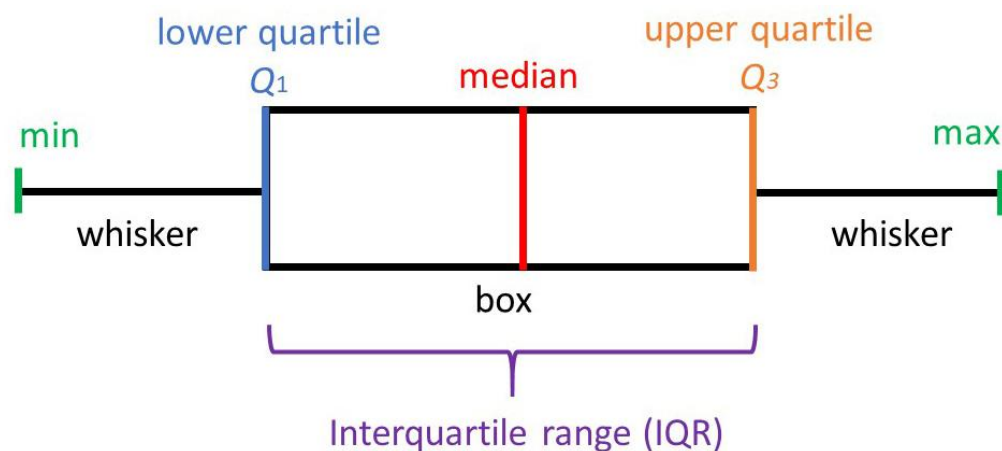 lower quartile
Q1
median
upper quartile
Q3
min
max
whisker
whisker
box
Interquartile range (IQR)